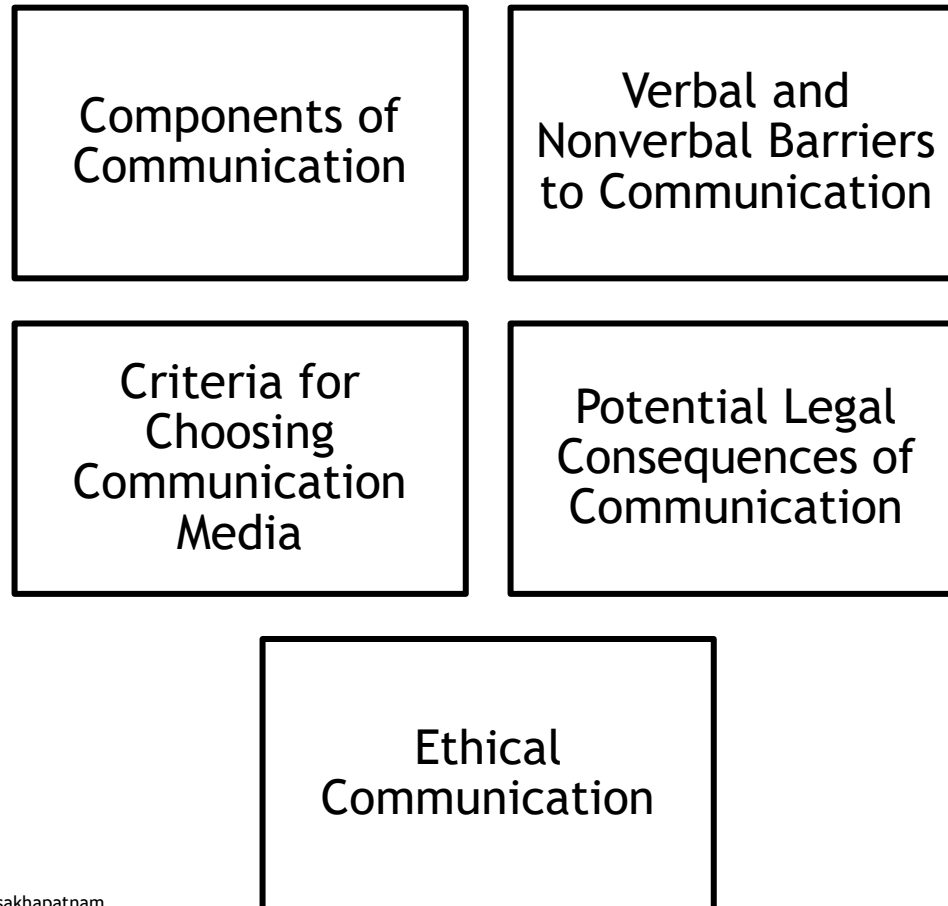 Components of
Communication
Verbal and
Nonverbal Barriers
to Communication
Criteria for
Choosing
Communication
Media
Potential Legal
Consequences of
Communication
Ethical
Communication